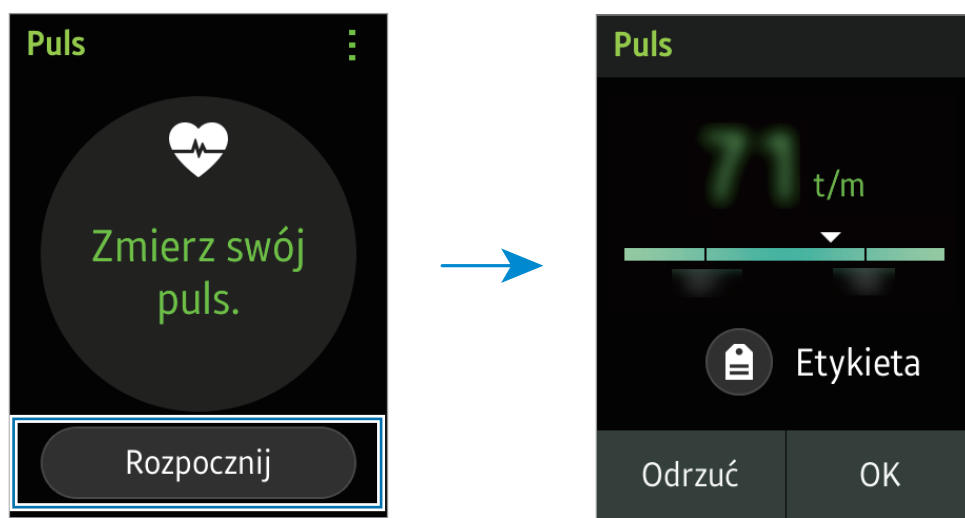 Puls
Zmierz swój
puls.
Rozpocznij
Puls
71 t/m
Etykieta
Odrzuć
OK